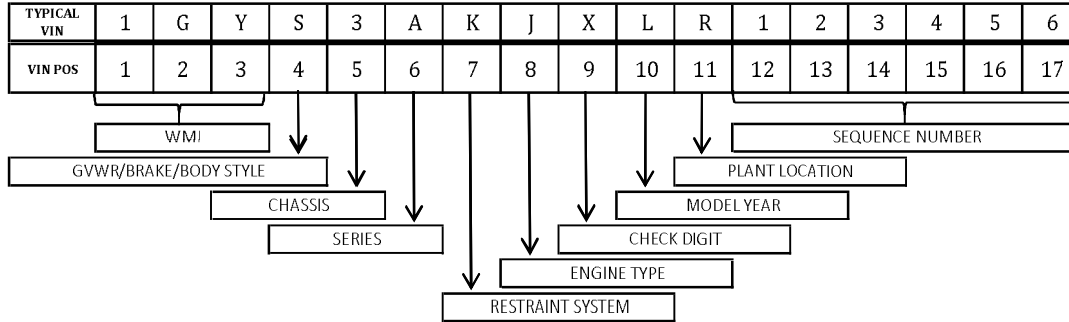 TYPICAL VIN 1 G Y S 3 A K J X L R 1 2 3 4 5 6
VIN POS 1 2 3 4 5 6 7 8 9 10 11 12 13 14 15 16 17
WMI SEQUENCE NUMBER
GVWR/BRAKE/BODY STYLE PLANT LOCATION
CHASSIS MODEL YEAR
SERIES CHECK DIGIT
ENGINE TYPE
RESTRAINT SYSTEM